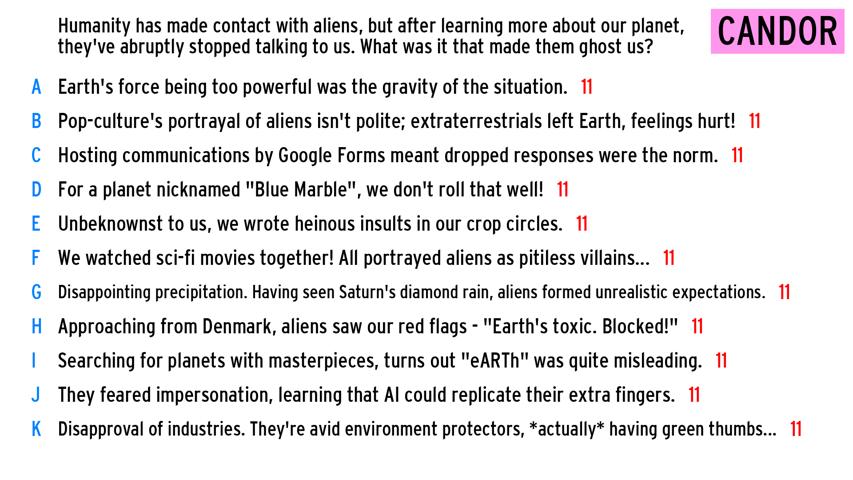 Humanity has made contact with aliens, but after learning more about our planet,
they've abruptly stopped talking to us. What was it that made them ghost us?
CANDOR
A Earth's force being too powerful was the gravity of the situation. 11
B Pop-culture's portrayal of aliens isn't polite; extraterrestrials left Earth, feelings hurt! 11
C Hosting communications by Google Forms meant dropped responses were the norm. 11
D For a planet nicknamed "Blue Marble", we don't roll that well! 11
E Unbeknownst to us, we wrote heinous insults in our crop circles. 11
F We watched sci-fi movies together! All portrayed aliens as pitiless villains... 11
G Disappointing precipitation. Having seen Saturn's diamond rain, aliens formed unrealistic expectations. 11
H Approaching from Denmark, aliens saw our red flags - "Earth's toxic. Blocked!" 11
I Searching for planets with masterpieces, turns out "eARTh" was quite misleading. 11
J They feared impersonation, learning that AI could replicate their extra fingers. 11
K Disapproval of industries. They're avid environment protectors, *actually* having green thumbs... 11